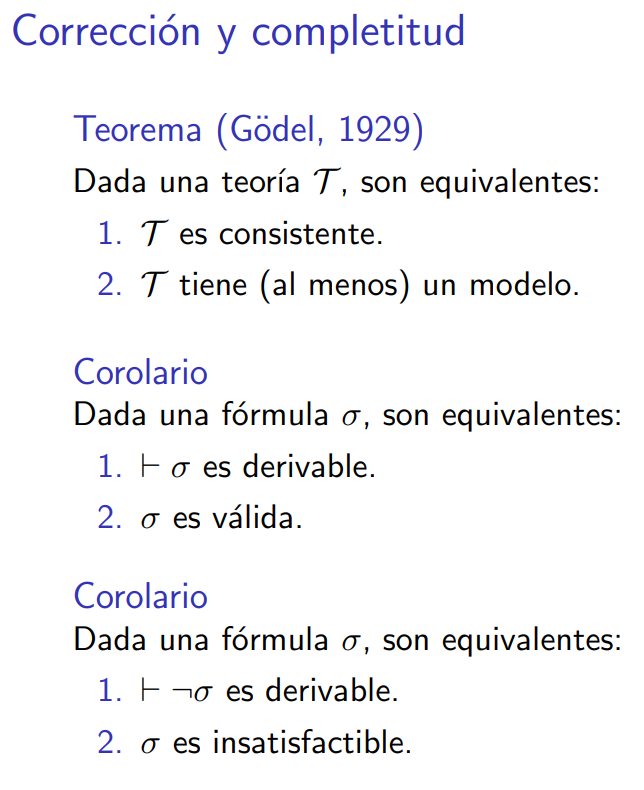 Corrección y completitud
Teorema (Gödel, 1929)
Dada una teoría 𝒯, son equivalentes:
1. 𝒯 es consistente.
2. 𝒯 tiene (al menos) un modelo.
Corolario
Dada una fórmula σ, son equivalentes:
1. ⊢ σ es derivable.
2. σ es válida.
Corolario
Dada una fórmula σ, son equivalentes:
1. ⊢ ¬σ es derivable.
2. σ es insatisfactible.